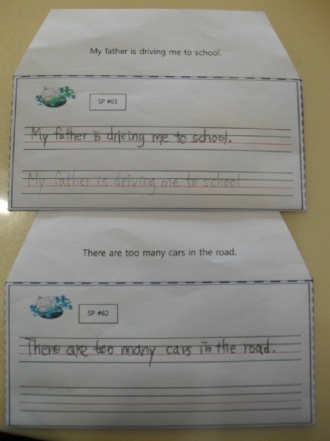 My father is driving me to school.
SP #61
My father is driving me to school.
My father is driving me to school
There are too many cars in the road.
SP #62
There are too many cars in the road.